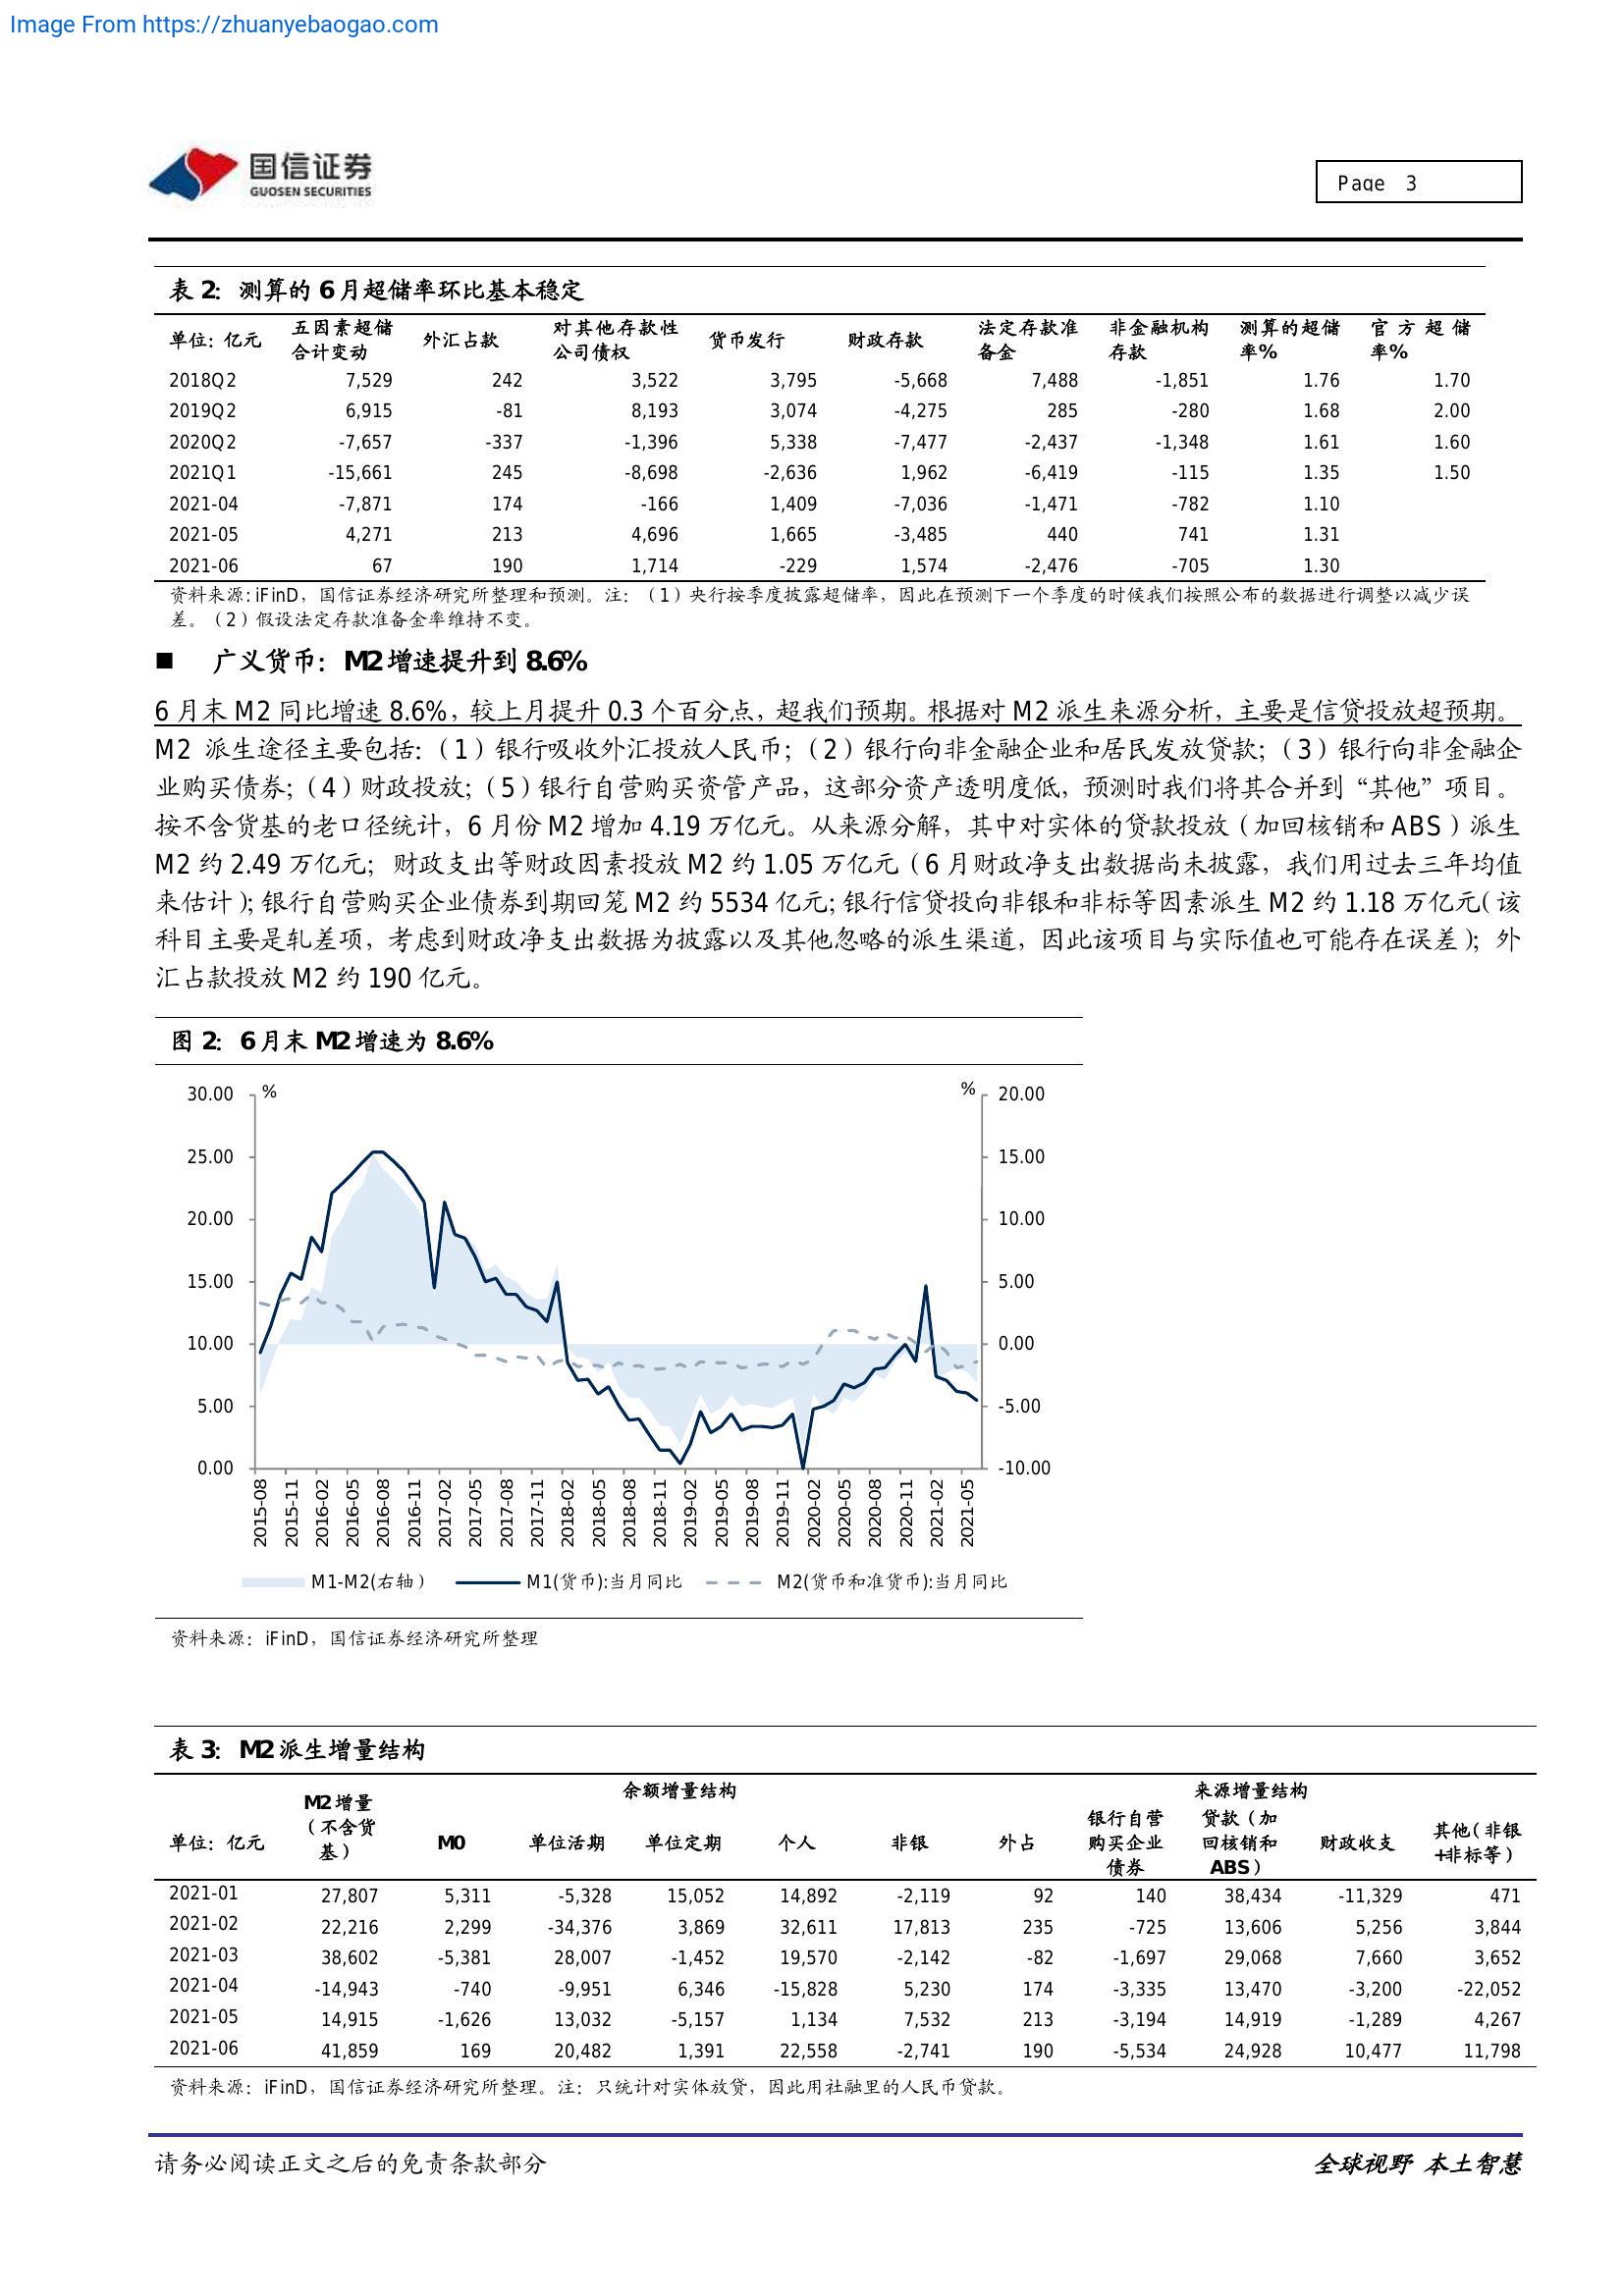 Image From https://zhuanyebaogao.com
国信证券
GUOSEN SECURITIES
Page 3
表 2: 测算的 6 月超储率环比基本稳定
单位: 亿元 五因素超储合计变动 外汇占款 对其他存款性公司债权 货币发行 财政存款 法定存款准备金 非金融机构存款 测算的超储率% 官方超储率%
2018Q2 7,529 242 3,522 3,795 -5,668 7,488 -1,851 1.76 1.70
2019Q2 6,915 -81 8,193 3,074 -4,275 285 -280 1.68 2.00
2020Q2 -7,657 -337 -1,396 5,338 -7,477 -2,437 -1,348 1.61 1.60
2021Q1 -15,661 245 -8,698 -2,636 1,962 -6,419 -115 1.35 1.50
2021-04 -7,871 174 -166 1,409 -7,036 -1,471 -782 1.10
2021-05 4,271 213 4,696 1,665 -3,485 440 741 1.31
2021-06 67 190 1,714 -229 1,574 -2,476 -705 1.30
资料来源: iFinD，国信证券经济研究所整理和预测。注：（1）央行按季度披露超储率，因此在预测下一个季度的时候我们按照公布的数据进行调整以减少误
差。（2）假设法定存款准备金率维持不变。
■ 广义货币：M2 增速提升到 8.6%
6 月末 M2 同比增速 8.6%，较上月提升 0.3 个百分点，超我们预期。根据对 M2 派生来源分析，主要是信贷投放超预期。
M2 派生途径主要包括：（1）银行吸收外汇投放人民币；（2）银行向非金融企业和居民发放贷款；（3）银行向非金融企
业购买债券；（4）财政投放；（5）银行自营购买资管产品，这部分资产透明度低，预测时我们将其合并到“其他”项目。
按不含货基的老口径统计，6 月份 M2 增加 4.19 万亿元。从来源分解，其中对实体的贷款投放（加回核销和 ABS）派生
M2 约 2.49 万亿元；财政支出等财政因素投放 M2 约 1.05 万亿元（6 月财政净支出数据尚未披露，我们用过去三年均值
来估计）；银行自营购买企业债券到期回笼 M2 约 5534 亿元；银行信贷投向非银和非标等因素派生 M2 约 1.18 万亿元（该
科目主要是轧差项，考虑到财政净支出数据为披露以及其他忽略的派生渠道，因此该项目与实际值也可能存在误差）；外
汇占款投放 M2 约 190 亿元。
图 2: 6 月末 M2 增速为 8.6%
% %
30.00 20.00
25.00 15.00
20.00 10.00
15.00 5.00
10.00 0.00
5.00 -5.00
0.00 -10.00
2015-08 2015-11 2016-02 2016-05 2016-08 2016-11 2017-02 2017-05 2017-08 2017-11 2018-02 2018-05 2018-08 2018-11 2019-02 2019-05 2019-08 2019-11 2020-02 2020-05 2020-08 2020-11 2021-02 2021-05
M1-M2(右轴） M1(货币):当月同比 M2(货币和准货币):当月同比
资料来源：iFinD，国信证券经济研究所整理
表 3: M2 派生增量结构
余额增量结构 来源增量结构
单位：亿元 M2 增量（不含货基） M0 单位活期 单位定期 个人 非银 外占 银行自营购买企业债券 贷款（加回核销和 ABS） 财政收支 其他（非银+非标等）
2021-01 27,807 5,311 -5,328 15,052 14,892 -2,119 92 140 38,434 -11,329 471
2021-02 22,216 2,299 -34,376 3,869 32,611 17,813 235 -725 13,606 5,256 3,844
2021-03 38,602 -5,381 28,007 -1,452 19,570 -2,142 -82 -1,697 29,068 7,660 3,652
2021-04 -14,943 -740 -9,951 6,346 -15,828 5,230 174 -3,335 13,470 -3,200 -22,052
2021-05 14,915 -1,626 13,032 -5,157 1,134 7,532 213 -3,194 14,919 -1,289 4,267
2021-06 41,859 169 20,482 1,391 22,558 -2,741 190 -5,534 24,928 10,477 11,798
资料来源：iFinD，国信证券经济研究所整理。注：只统计对实体放贷，因此用社融里的人民币贷款。
请务必阅读正文之后的免责条款部分 全球视野 本土智慧